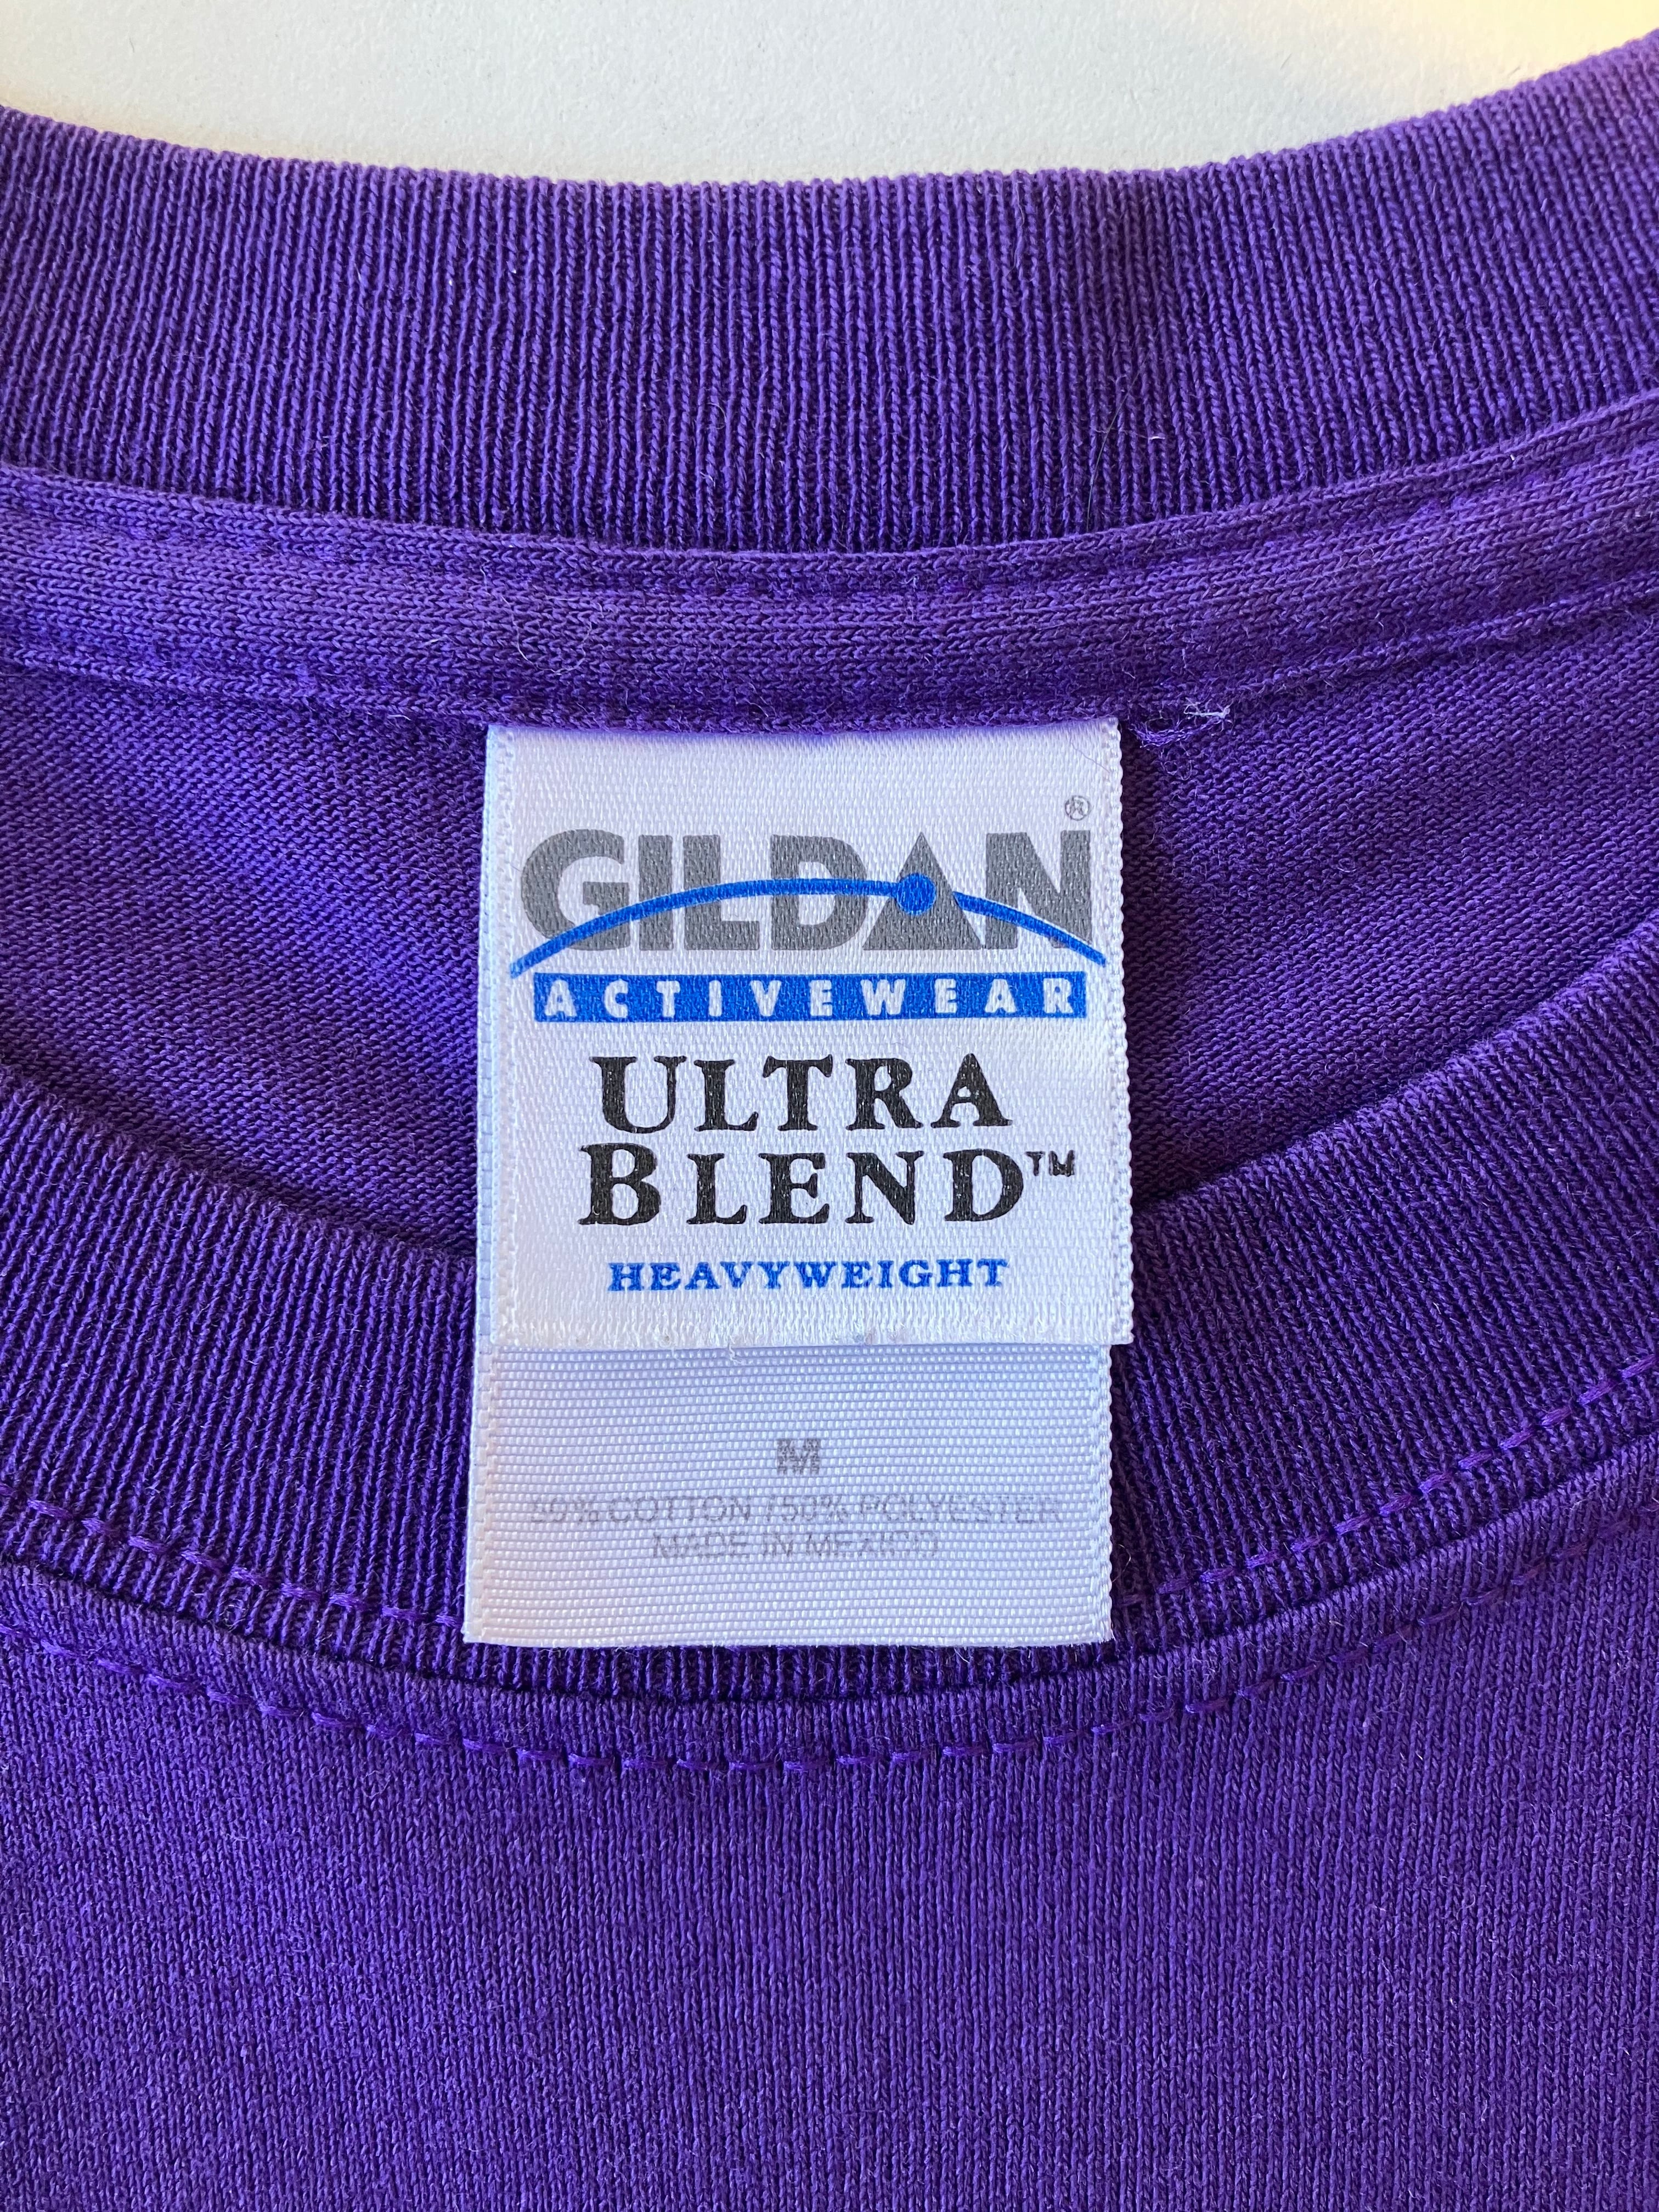 GILDAN®
ACTIVEWEAR
ULTRA
BLEND™
HEAVYWEIGHT
M
50% COTTON / 50% POLYESTER
MADE IN MEXICO